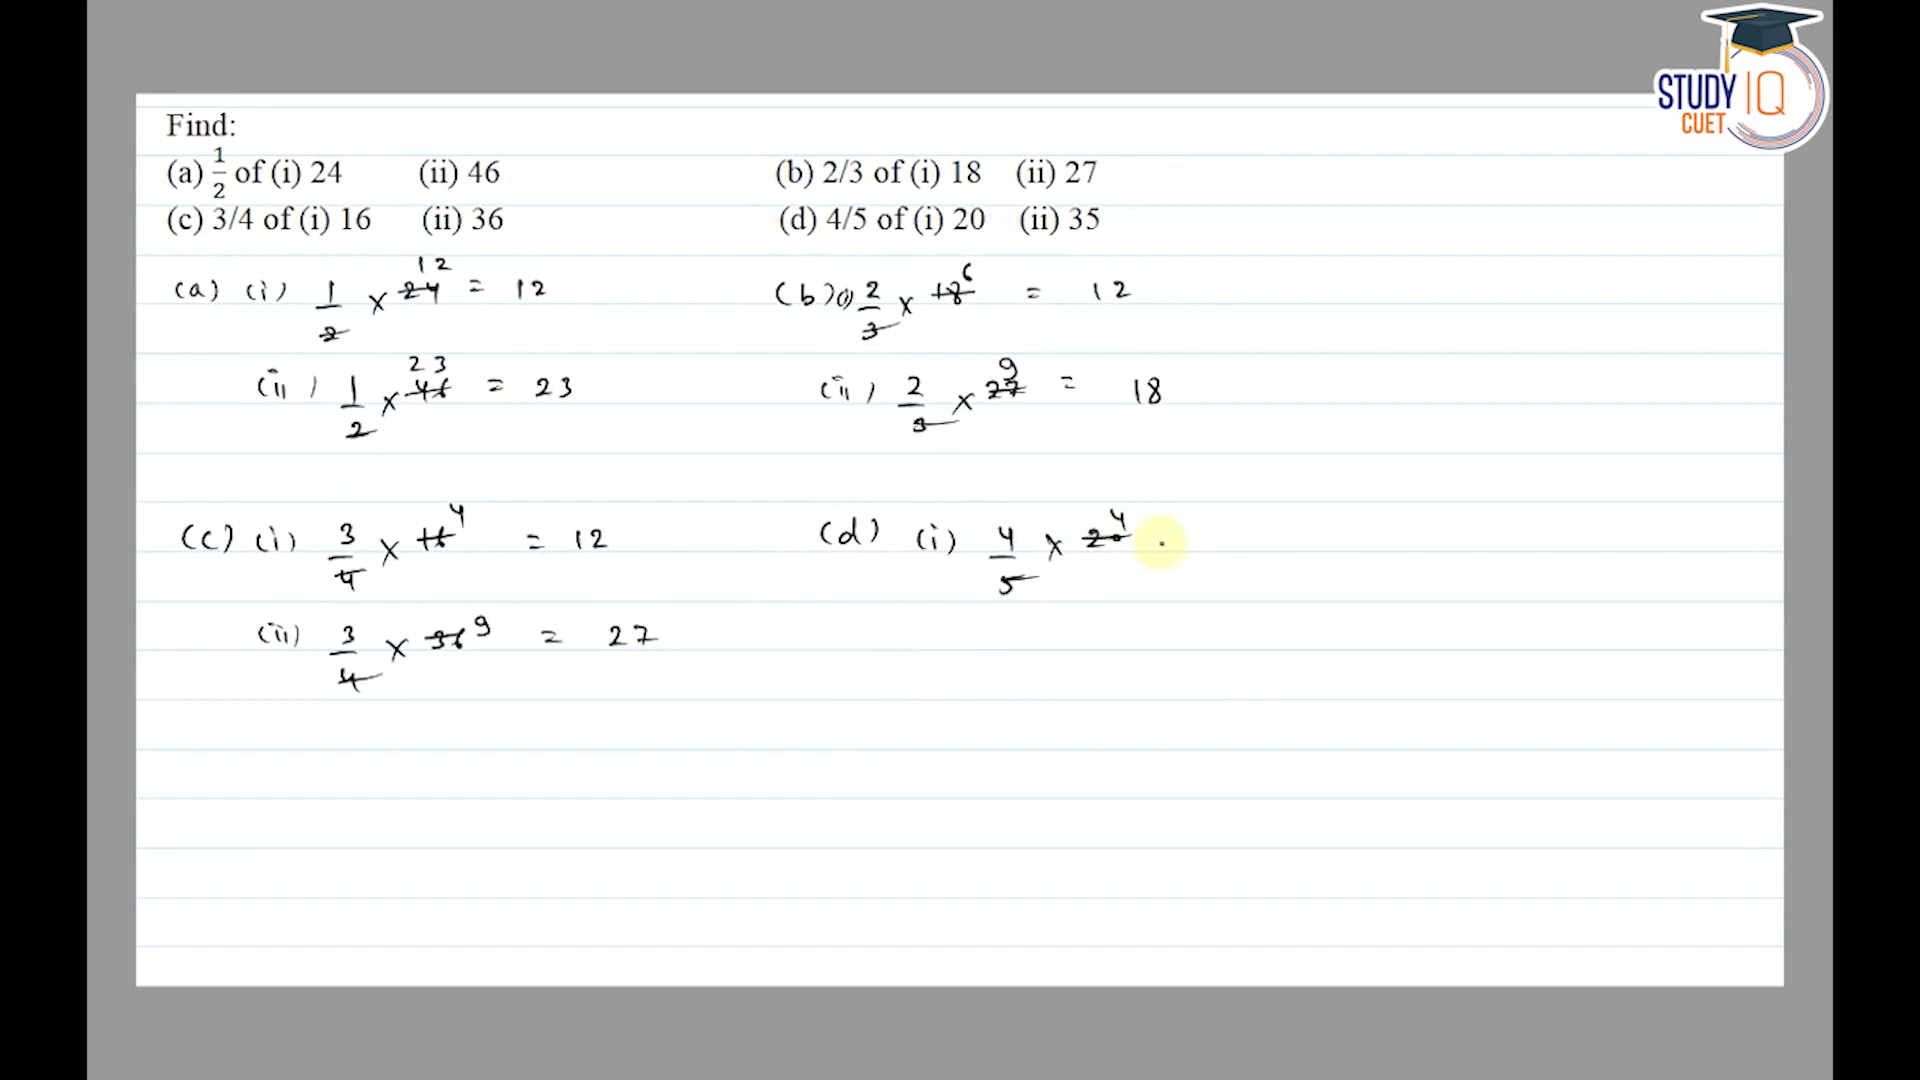 STUDY IQ
CUET
Find:
(a) 1/2 of (i) 24 (ii) 46 (b) 2/3 of (i) 18 (ii) 27
(c) 3/4 of (i) 16 (ii) 36 (d) 4/5 of (i) 20 (ii) 35
(a) (i) 1/2 × 24 12 = 12 (b) (i) 2/3 × 18 6 = 12
(ii) 1/2 × 46 23 = 23 (ii) 2/3 × 27 9 = 18
(c) (i) 3/4 × 16 4 = 12 (d) (i) 4/5 × 20 4
(ii) 3/4 × 36 9 = 27